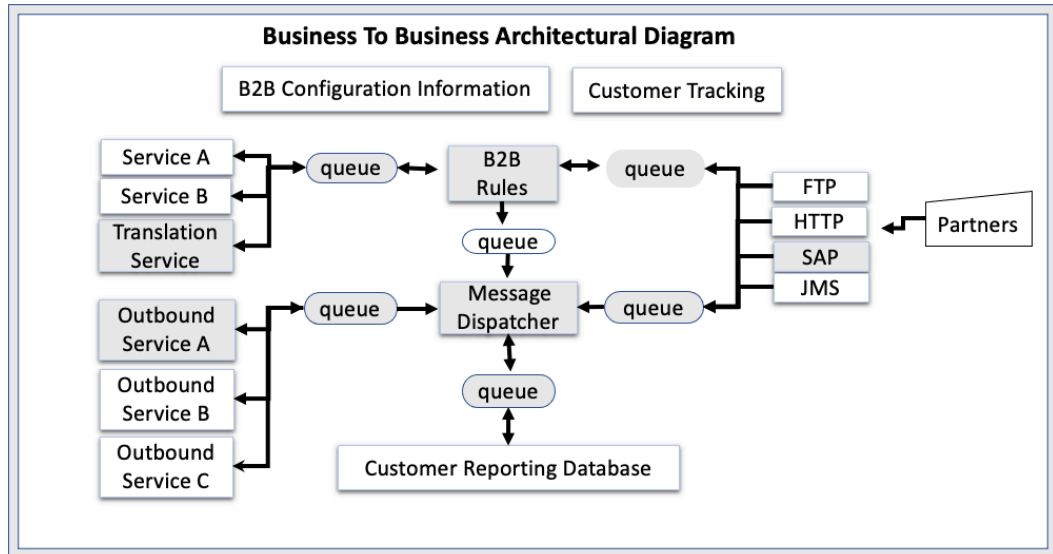 Business To Business Architectural Diagram
B2B Configuration Information
Customer Tracking
Service A
Service B
Translation
Service
queue
B2B
Rules
queue
FTP
HTTP
SAP
JMS
Partners
queue
Outbound
Service A
Outbound
Service B
Outbound
Service C
queue
Message
Dispatcher
queue
queue
Customer Reporting Database